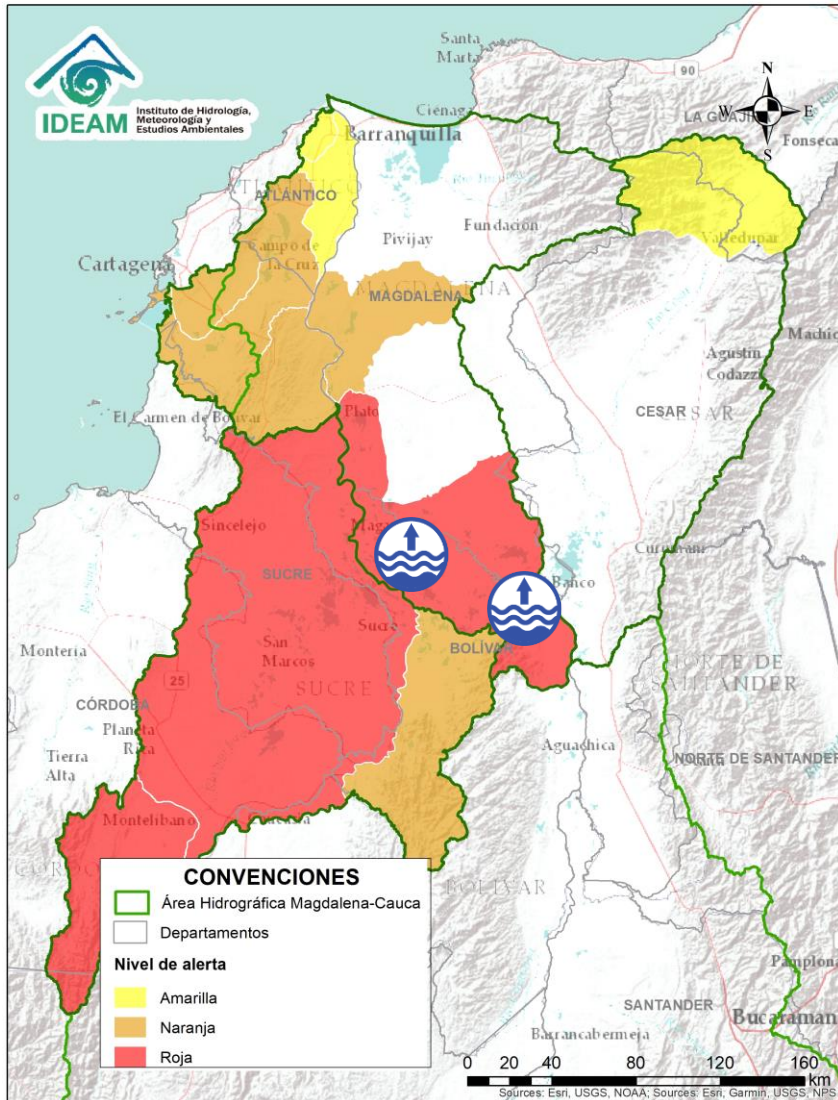 IDEAM
Instituto de Hidrología,
Meteorología y
Estudios Ambientales
Santa
Marta
90
N
W
E
S
Ciénaga
LA GUAJIRA
Fonseca
Barranquilla
ATLÁNTICO
Pivijay
Fundación
Valledupar
Cartagena
Campo de
la Cruz
MAGDALENA
MAGDALENA
Agustín
Codazzi
CESAR
CESAR
El Carmen de Bolívar
Plato
Sincelejo
Curumaní
SUCRE
Banco
Sucre
Montería
San
Marcos
BOLÍVAR
25
SUCRE
NORTE DE
SANTANDER
CÓRDOBA
Planeta
Rica
Tierra
Alta
Aguachica
NORTE DE SANTANDER
Montelíbano
BOLÍVAR
CONVENCIONES
Área Hidrográfica Magdalena-Cauca
Departamentos
Nivel de alerta
Amarilla
Naranja
Roja
Pamplona
SANTANDER
Bucaraman
Barrancabermeja
0 20 40 80 120 160
km
Sources: Esri, USGS, NOAA; Sources: Esri, Garmin, USGS, NPS